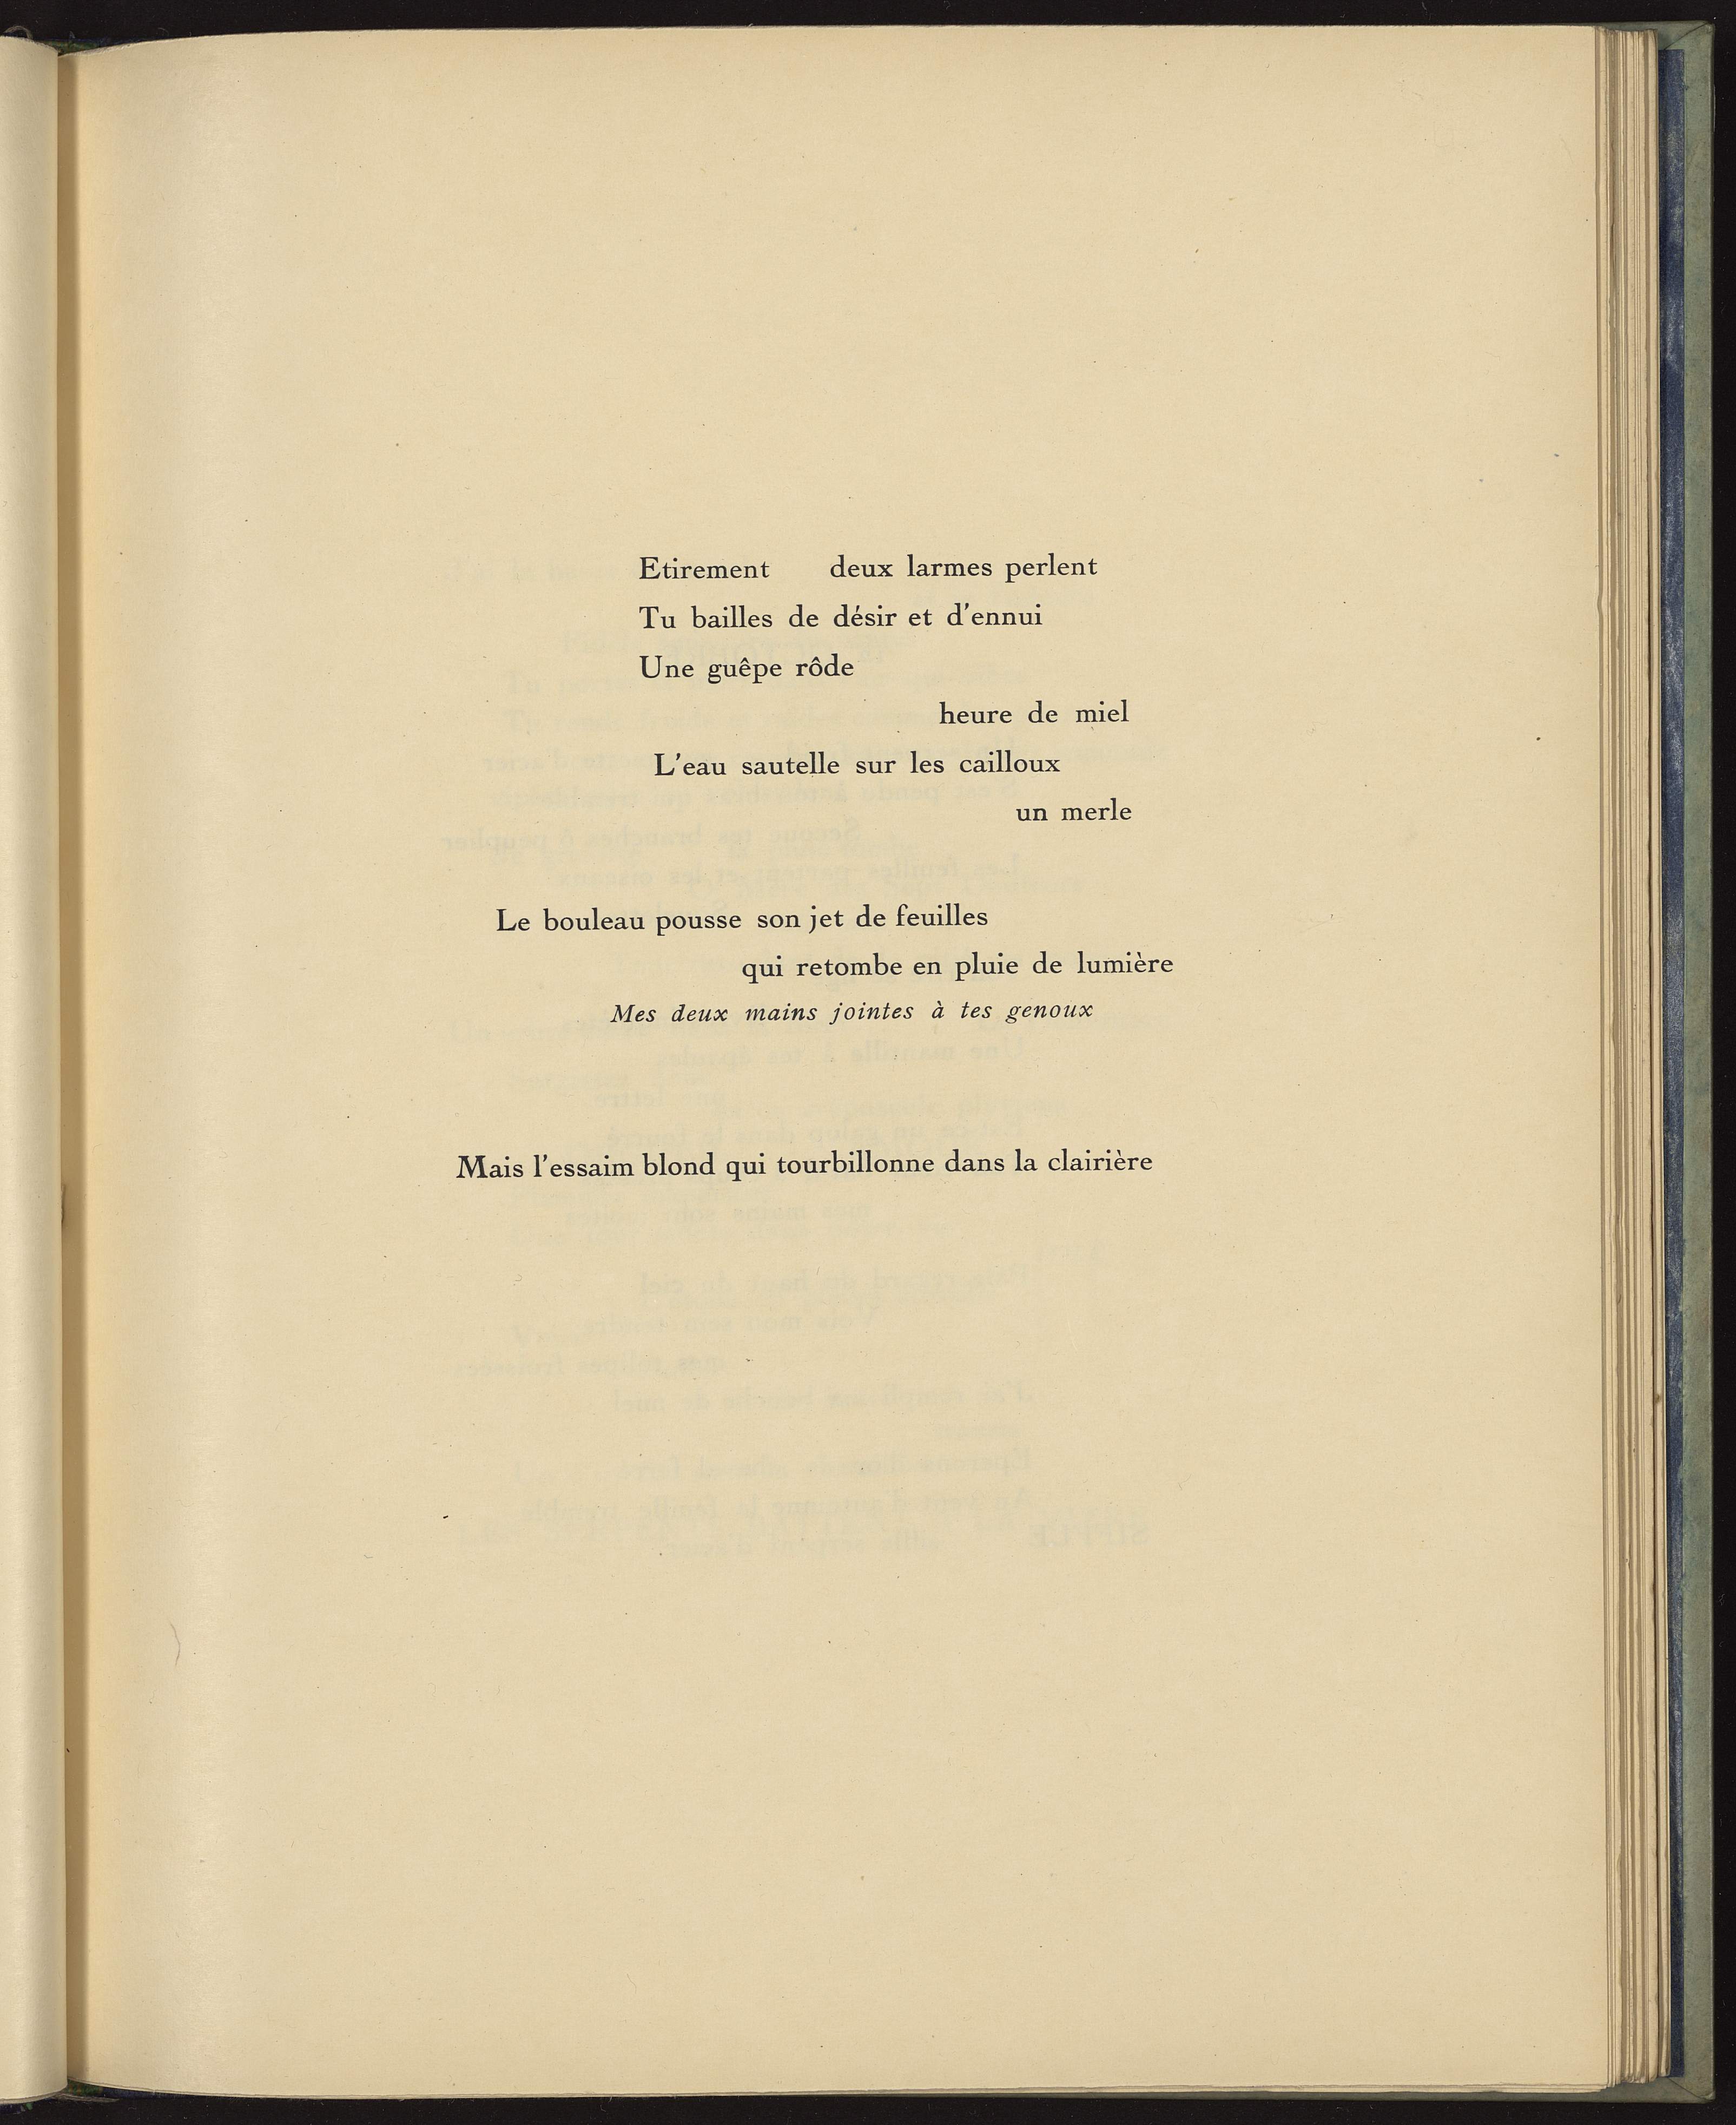 Etirement deux larmes perlent
Tu bailles de désir et d'ennui
Une guêpe rôde
heure de miel
L'eau sautelle sur les cailloux
un merle
Le bouleau pousse son jet de feuilles
qui retombe en pluie de lumière
Mes deux mains jointes à tes genoux
Mais l'essaim blond qui tourbillonne dans la clairière